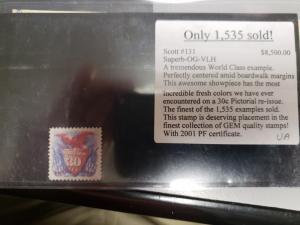 Only 1,535 sold!
Scott #131 $8,500.00
Superb-OG-VLH
A tremendous World Class example.
Perfectly centered amid boardwalk margins
This awesome showpiece has the most
incredible fresh colors we have ever
encountered on a 30c Pictorial re-issue.
The finest of the 1,535 examples sold.
This stamp is deserving placement in the
finest collection of GEM quality stamps!
With 2001 PF certificate.
UA
30